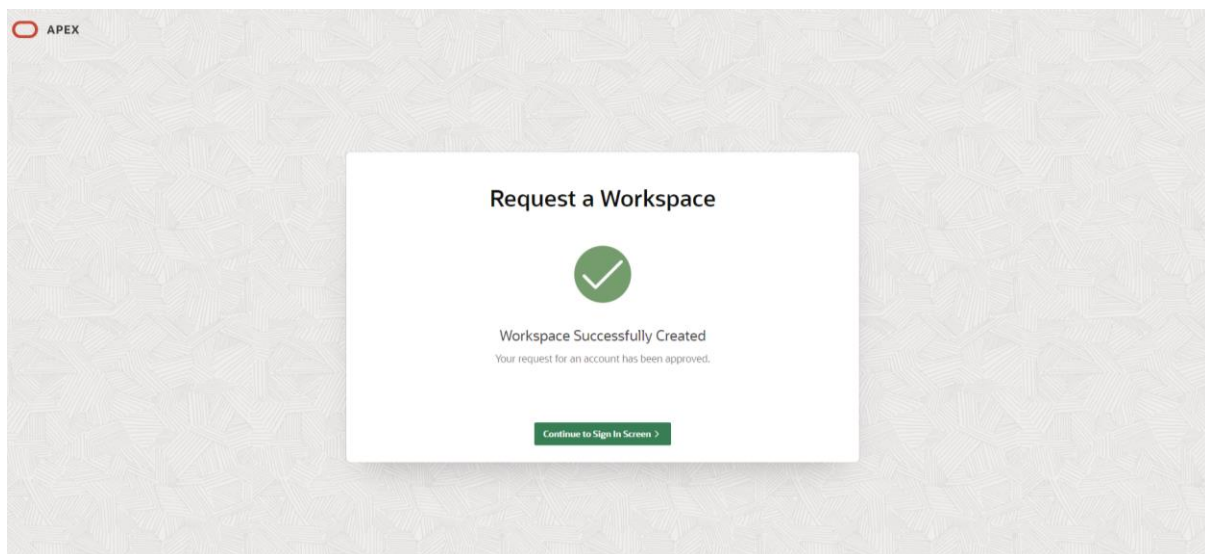 APEX
Request a Workspace
Workspace Successfully Created
Your request for an account has been approved.
Continue to Sign In Screen >